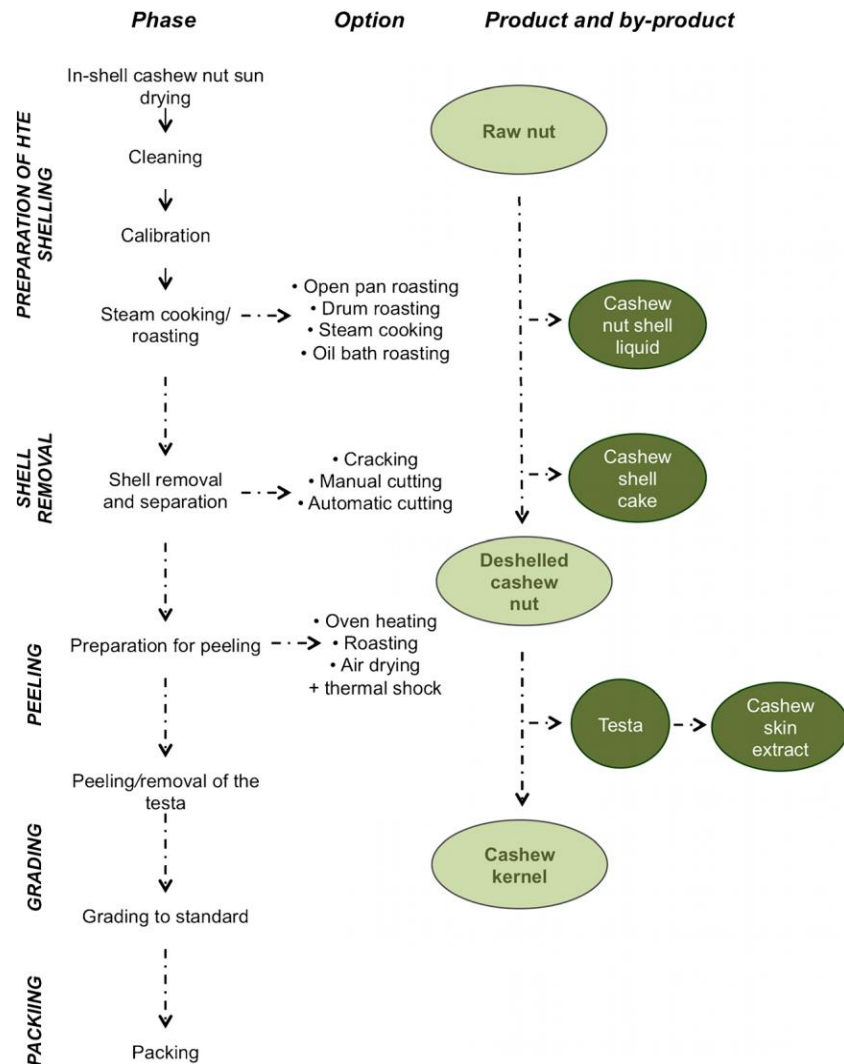 Phase
Option
Product and by-product
PREPARATION OF HTE
SHELLING
In-shell cashew nut sun
drying
Cleaning
Calibration
Steam cooking/
roasting
• Open pan roasting
• Drum roasting
• Steam cooking
• Oil bath roasting
Raw nut
Cashew
nut shell
liquid
SHELL
REMOVAL
Shell removal
and separation
• Cracking
• Manual cutting
• Automatic cutting
Cashew
shell
cake
Deshelled
cashew
nut
PEELING
Preparation for peeling
• Oven heating
• Roasting
• Air drying
+ thermal shock
Testa
Cashew
skin
extract
Peeling/removal of the
testa
Cashew
kernel
GRADING
Grading to standard
PACKIING
Packing